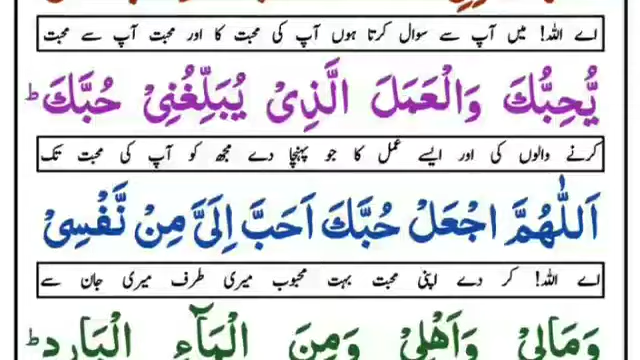 اے اللہ! میں آپ سے سوال کرتا ہوں آپ کی محبت کا اور محبت آپ سے محبت
يُّحِبُّكَ وَالْعَمَلَ الَّذِيْ يُبَلِّغُنِيْ حُبَّكَ ؕ
کرنے والوں کی اور ایسے عمل کا جو پہنچا دے مجھ کو آپ کی محبت تک
اَللّٰهُمَّ اجْعَلْ حُبَّكَ اَحَبَّ اِلَيَّ مِنْ نَّفْسِيْ
اے اللہ! کر دے اپنی محبت بہت محبوب میری طرف میری جان سے
وَمَالِيْ وَاَهْلِيْ وَمِنَ الْمَآءِ الْبَارِدِ ؕ